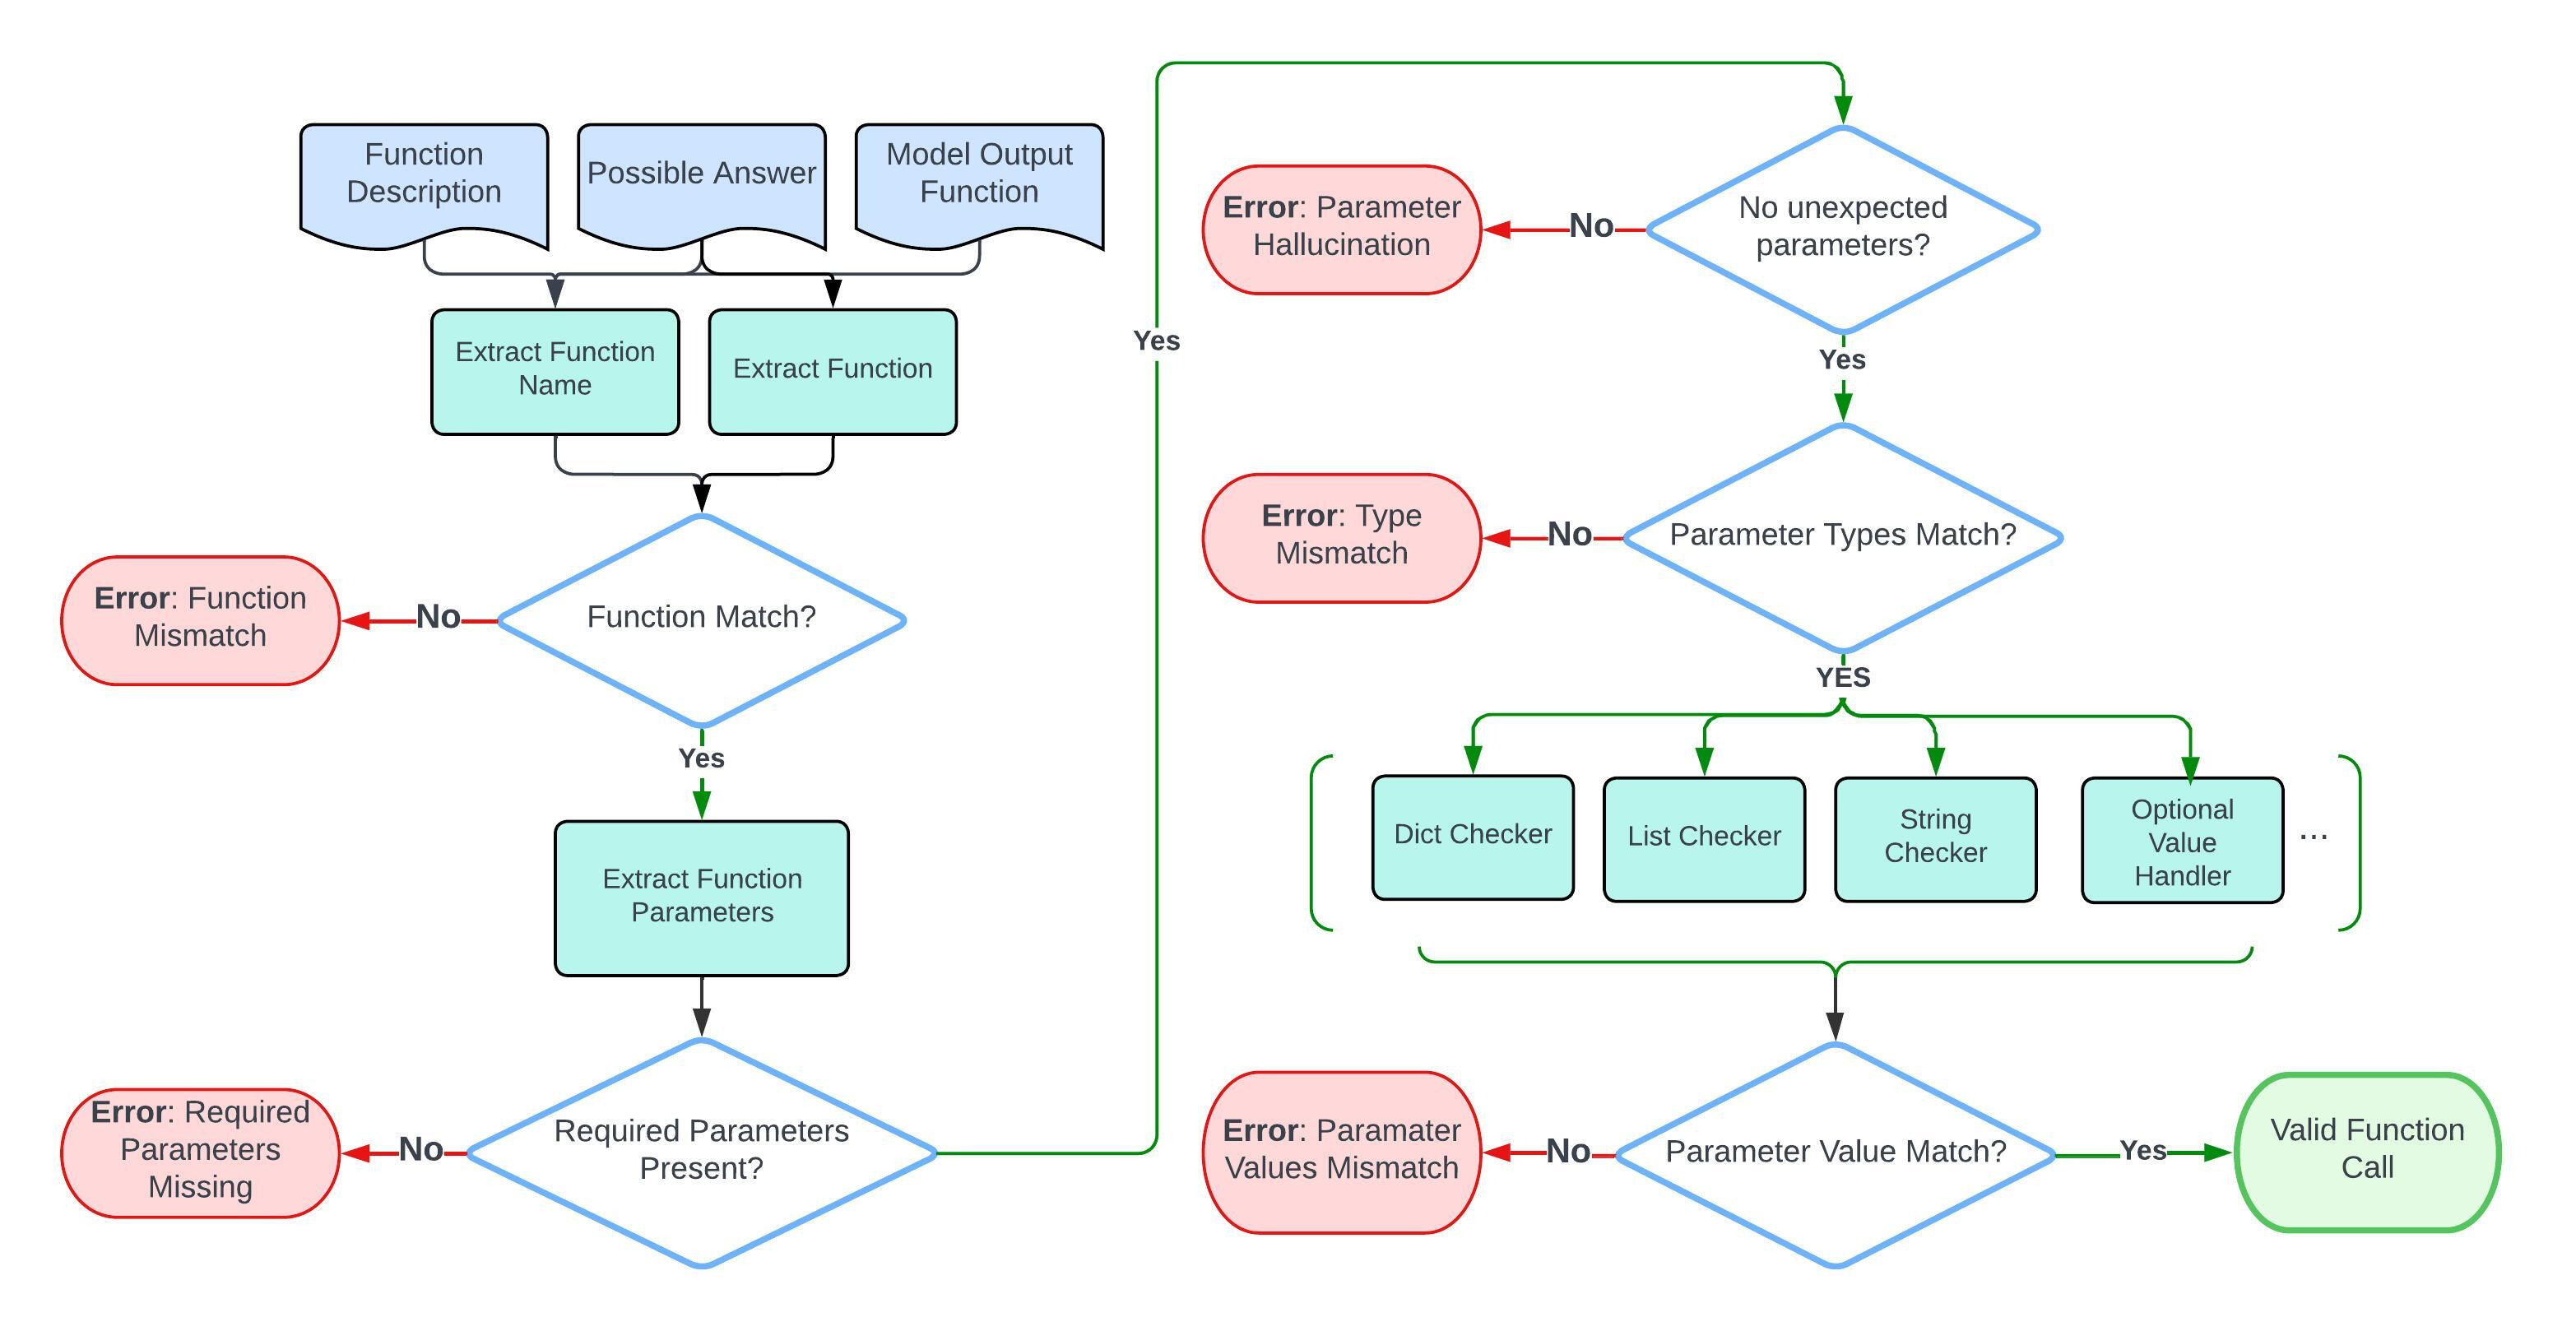 Function
Description
Possible Answer
Model Output
Function
Extract Function
Name
Extract Function
Function Match?
No
Error: Function
Mismatch
Yes
Extract Function
Parameters
Required Parameters
Present?
No
Error: Required
Parameters
Missing
Yes
No unexpected
parameters?
No
Error: Parameter
Hallucination
Yes
Parameter Types Match?
No
Error: Type
Mismatch
YES
Dict Checker
List Checker
String
Checker
Optional
Value
Handler
...
Parameter Value Match?
No
Error: Paramater
Values Mismatch
Yes
Valid Function
Call